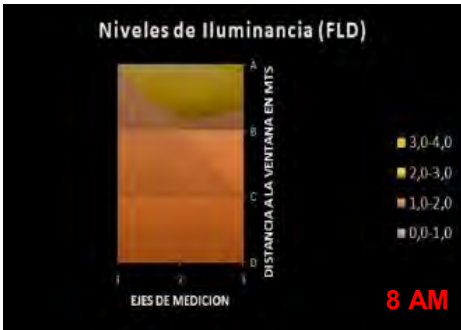 Niveles de Iluminancia (FLD)
A
B
C
D
DISTANCIA A LA VENTANA EN MTS
1 2 3
EJES DE MEDICION
3,0-4,0
2,0-3,0
1,0-2,0
0,0-1,0
8 AM